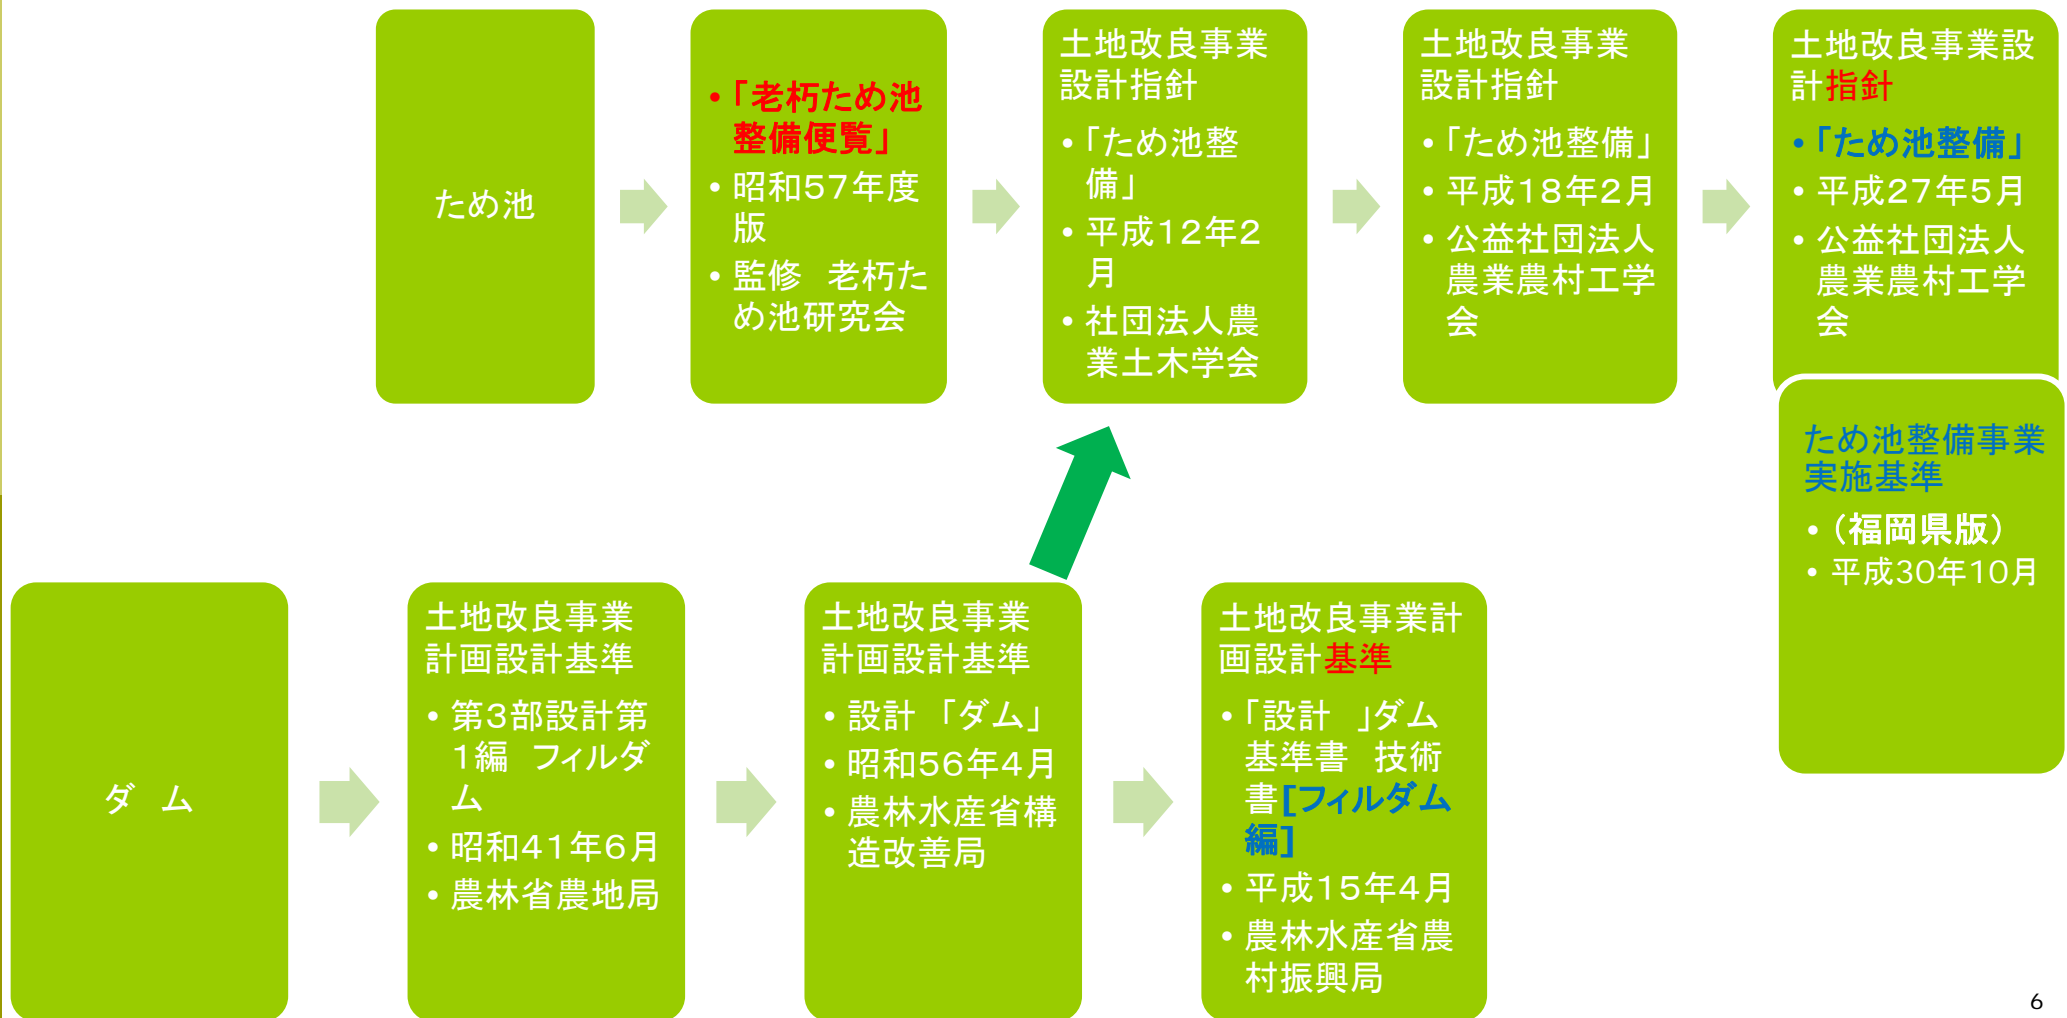 ため池
•「老朽ため池
整備便覧」
• 昭和57年度
版
• 監修　老朽た
め池研究会
土地改良事業
設計指針
•「ため池整
備」
• 平成12年2
月
• 社団法人農
業土木学会
土地改良事業
設計指針
•「ため池整備」
• 平成18年2月
• 公益社団法人
農業農村工学
会
土地改良事業設
計指針
•「ため池整備」
• 平成27年5月
• 公益社団法人
農業農村工学
会
ため池整備事業
実施基準
•（福岡県版）
• 平成30年10月
ダ　ム
土地改良事業
計画設計基準
• 第3部設計第
1編　フィルダ
ム
• 昭和41年6月
• 農林省農地局
土地改良事業
計画設計基準
• 設計 「ダム」
• 昭和56年4月
• 農林水産省構
造改善局
土地改良事業計
画設計基準
•「設計　」ダム
基準書　技術
書[フィルダム
編]
• 平成15年4月
• 農林水産省農
村振興局
6